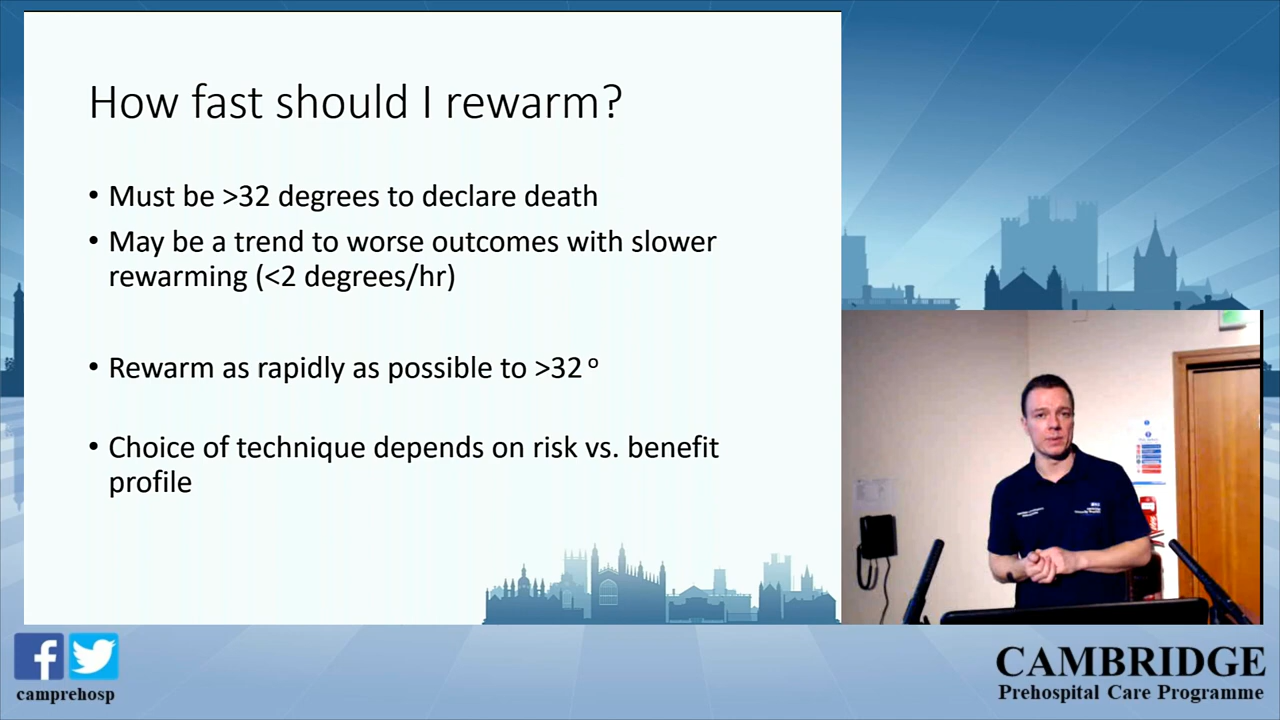 How fast should I rewarm?
• Must be >32 degrees to declare death
• May be a trend to worse outcomes with slower
rewarming (<2 degrees/hr)
• Rewarm as rapidly as possible to >32 º
• Choice of technique depends on risk vs. benefit
profile
camprehosp
CAMBRIDGE
Prehospital Care Programme